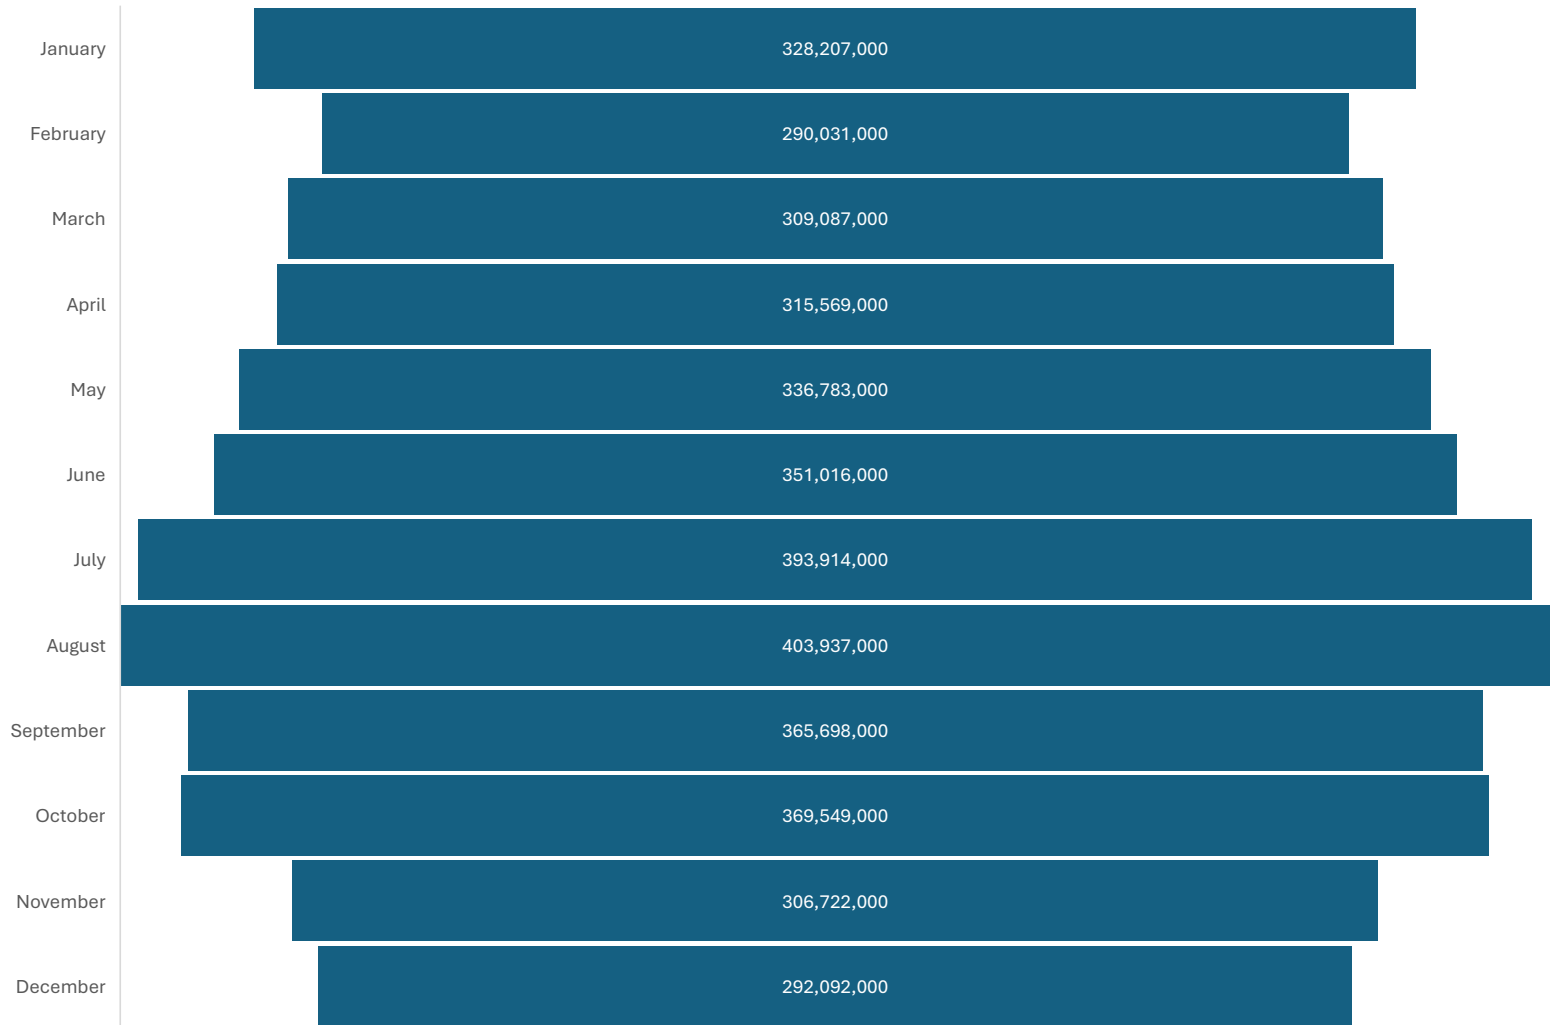 January 328,207,000
February 290,031,000
March 309,087,000
April 315,569,000
May 336,783,000
June 351,016,000
July 393,914,000
August 403,937,000
September 365,698,000
October 369,549,000
November 306,722,000
December 292,092,000